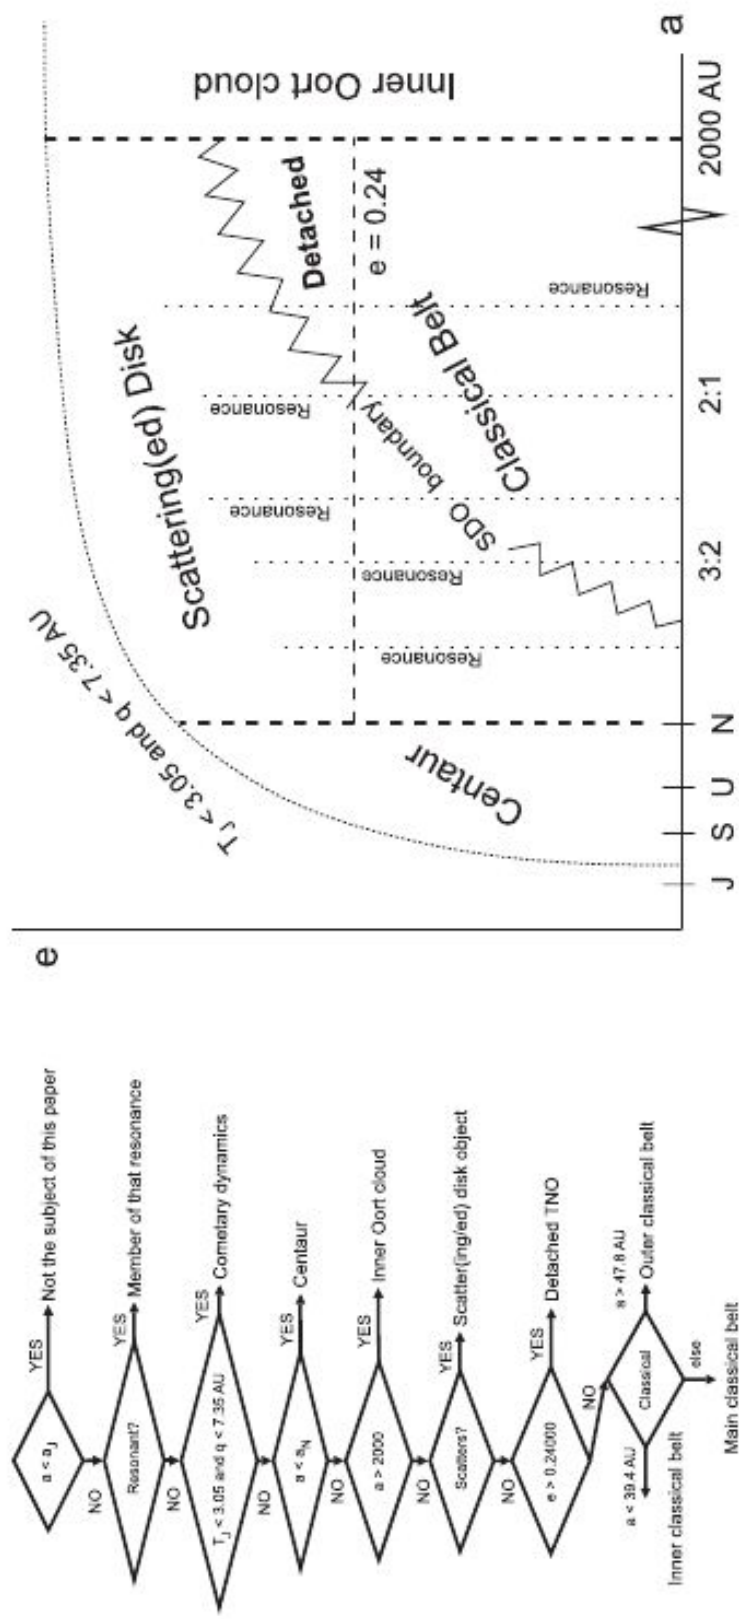 a < aJ
YES
Not the subject of this paper
NO
Resonant?
YES
Member of that resonance
NO
TJ < 3.05 and q < 7.35 AU
YES
Cometary dynamics
NO
a < aN
YES
Centaur
NO
a > 2000
YES
Inner Oort cloud
NO
Scatters?
YES
Scatter(ing/ed) disk object
NO
e > 0.24000
YES
Detached TNO
NO
Classical
a < 39.4 AU
Inner classical belt
a > 47.8 AU
Outer classical belt
else
Main classical belt
e
TJ < 3.05 and q < 7.35 AU
Scattering(ed) Disk
Inner Oort cloud
Detached
e = 0.24
Centaur
Resonance
Resonance
Resonance
Resonance
Resonance
SDO boundary
Classical Belt
J S U N 3:2 2:1 2000 AU
a